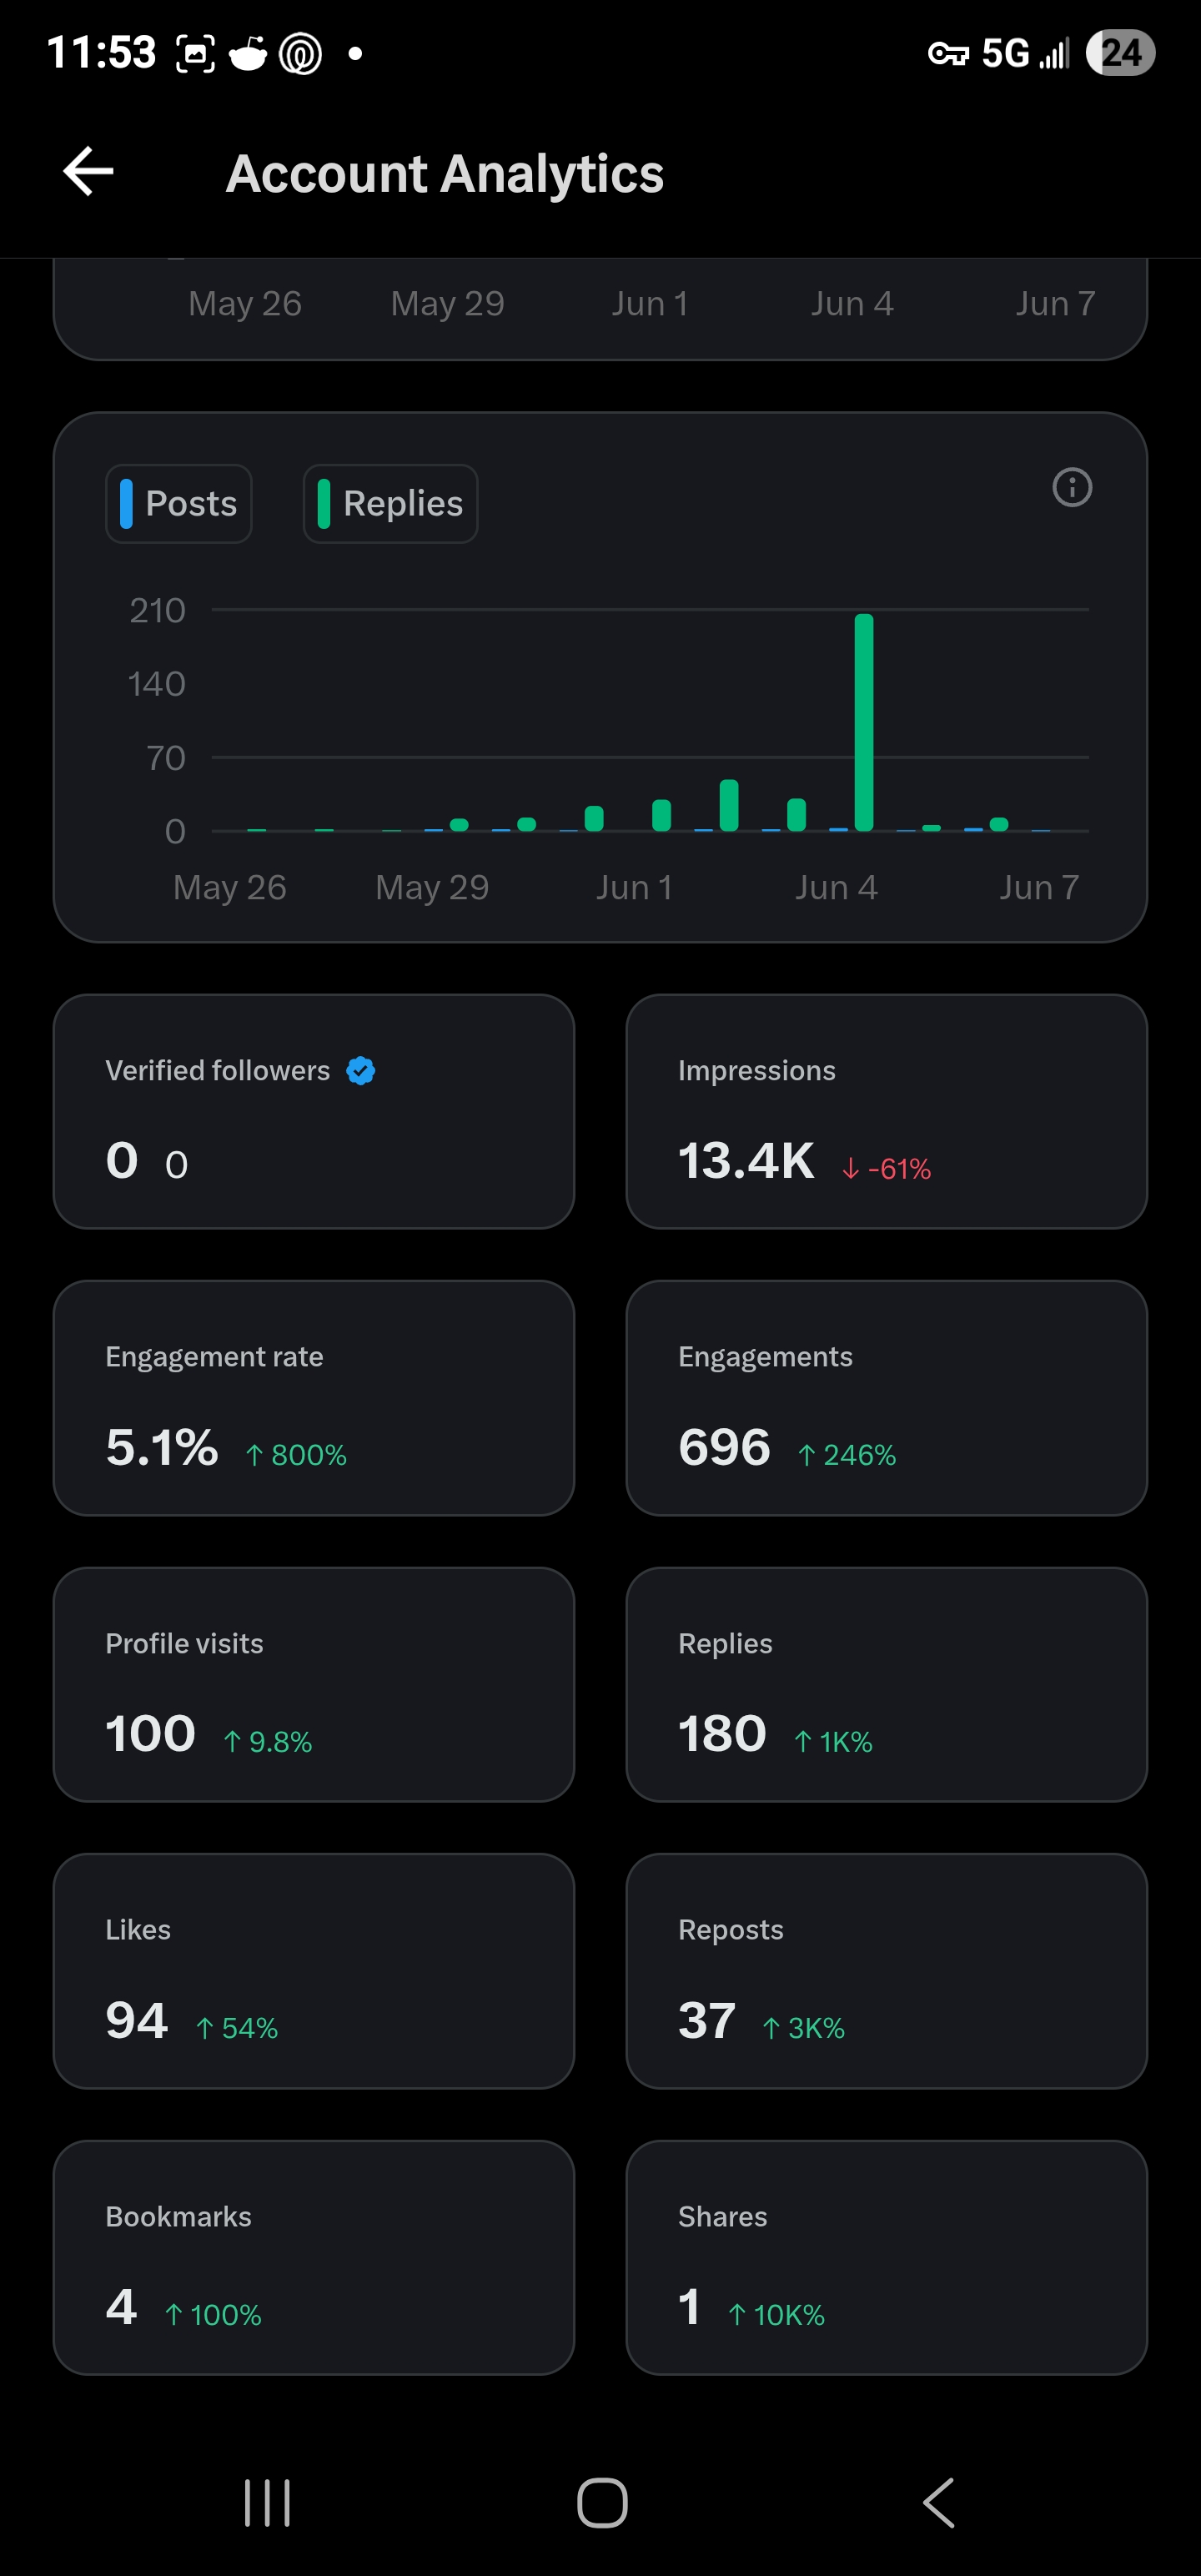 11:53 5G 24
Account Analytics
May 26 May 29 Jun 1 Jun 4 Jun 7
Posts Replies
210
140
70
0
May 26 May 29 Jun 1 Jun 4 Jun 7
Verified followers
0 0
Impressions
13.4K ↓ -61%
Engagement rate
5.1% ↑ 800%
Engagements
696 ↑ 246%
Profile visits
100 ↑ 9.8%
Replies
180 ↑ 1K%
Likes
94 ↑ 54%
Reposts
37 ↑ 3K%
Bookmarks
4 ↑ 100%
Shares
1 ↑ 10K%